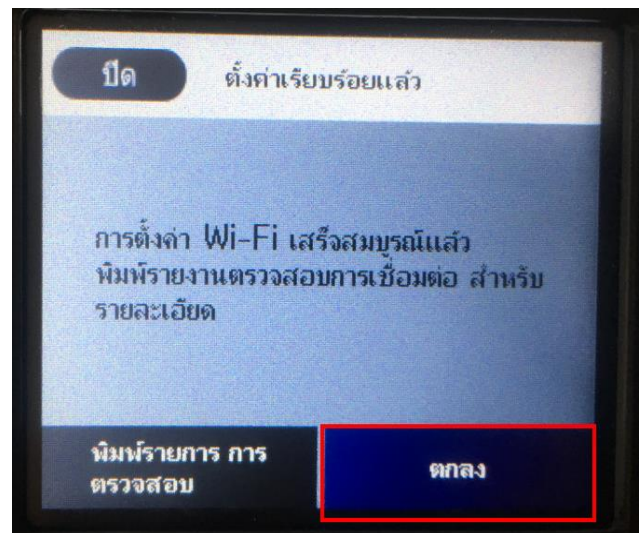 ปิด ตั้งค่าเรียบร้อยแล้ว
การตั้งค่า Wi-Fi เสร็จสมบูรณ์แล้ว
พิมพ์รายงานตรวจสอบการเชื่อมต่อ สำหรับ
รายละเอียด
พิมพ์รายการ การ
ตรวจสอบ
ตกลง